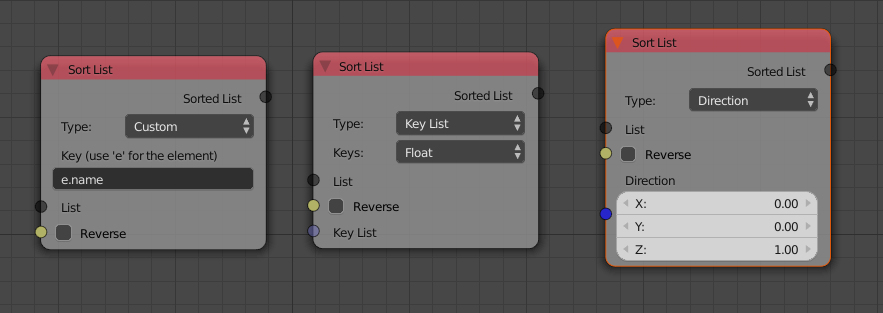 Sort List
Sorted List
Type: Custom
Key (use 'e' for the element)
e.name
List
Reverse
Sort List
Sorted List
Type: Key List
Keys: Float
List
Reverse
Key List
Sort List
Sorted List
Type: Direction
List
Reverse
Direction
X: 0.00
Y: 0.00
Z: 1.00